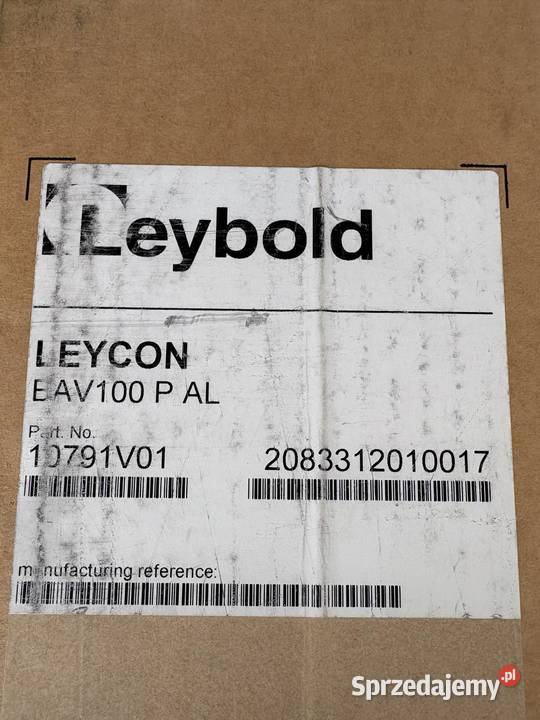 Leybold
LEYCON
EAV100 P AL
Part. No.
10791V01
2083312010017
manufacturing reference:
Sprzedajemy.pl